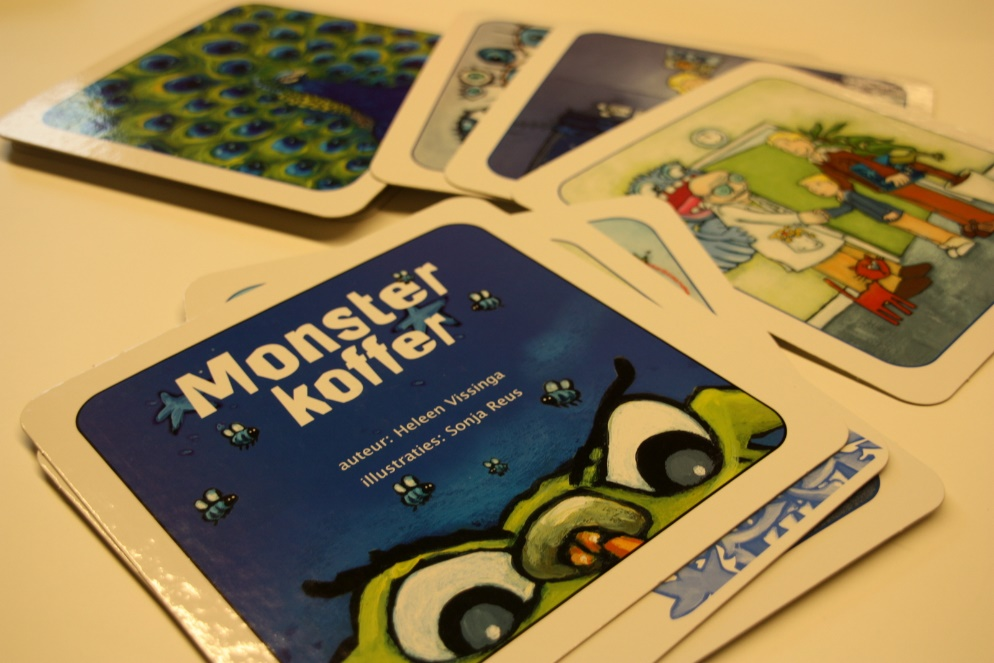 Monster
koffer
auteur: Heleen Vissinga
illustraties: Sonja Reus